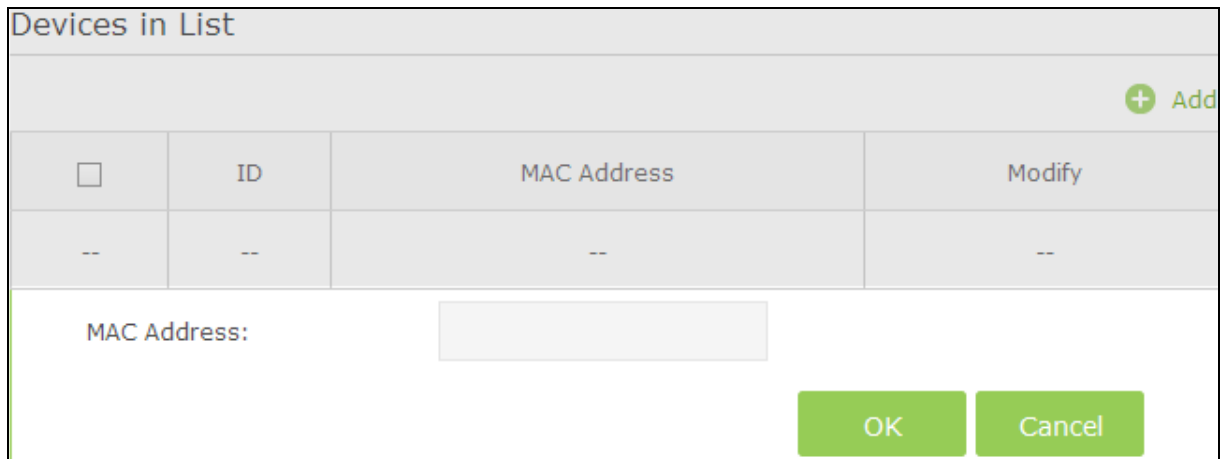 Devices in List
Add
ID MAC Address Modify
-- -- -- --
MAC Address:
OK Cancel